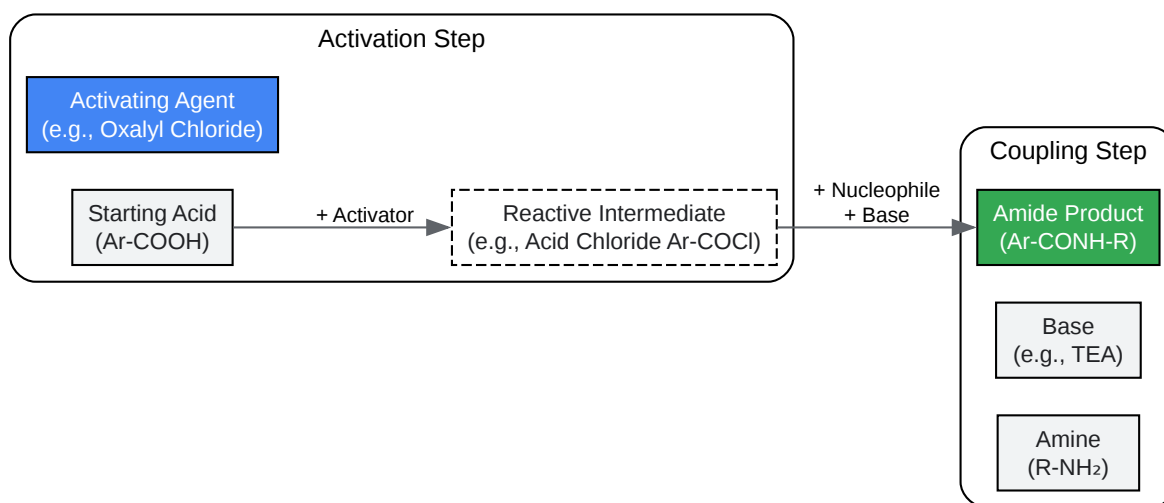 Activation Step
Activating Agent
(e.g., Oxalyl Chloride)
Starting Acid
(Ar-COOH)
+ Activator
Reactive Intermediate
(e.g., Acid Chloride Ar-COCl)
+ Nucleophile
+ Base
Coupling Step
Amide Product
(Ar-CONH-R)
Base
(e.g., TEA)
Amine
(R-NH₂)